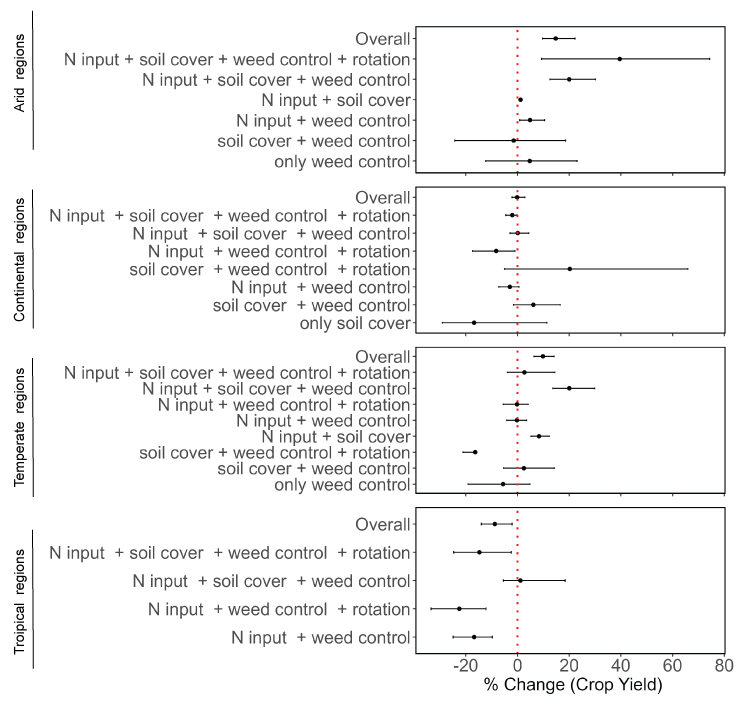 Arid regions
Overall
N input + soil cover + weed control + rotation
N input + soil cover + weed control
N input + soil cover
N input + weed control
soil cover + weed control
only weed control
Continental regions
Overall
N input + soil cover + weed control + rotation
N input + soil cover + weed control
N input + weed control + rotation
soil cover + weed control + rotation
N input + weed control
soil cover + weed control
only soil cover
Temperate regions
Overall
N input + soil cover + weed control + rotation
N input + soil cover + weed control
N input + weed control + rotation
N input + weed control
N input + soil cover
soil cover + weed control + rotation
soil cover + weed control
only weed control
Troipical regions
Overall
N input + soil cover + weed control + rotation
N input + soil cover + weed control
N input + weed control + rotation
N input + weed control
-20 0 20 40 60 80
% Change (Crop Yield)